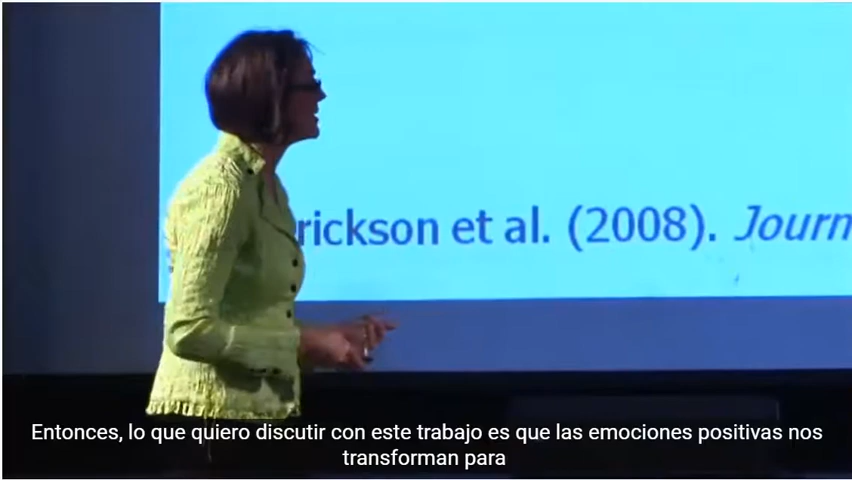 rickson et al. (2008). Journ
Entonces, lo que quiero discutir con este trabajo es que las emociones positivas nos
transforman para